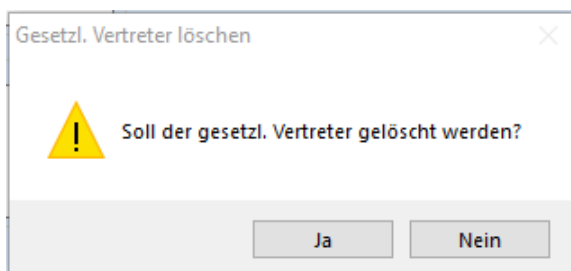 Gesetzl. Vertreter löschen
Soll der gesetzl. Vertreter gelöscht werden?
Ja
Nein